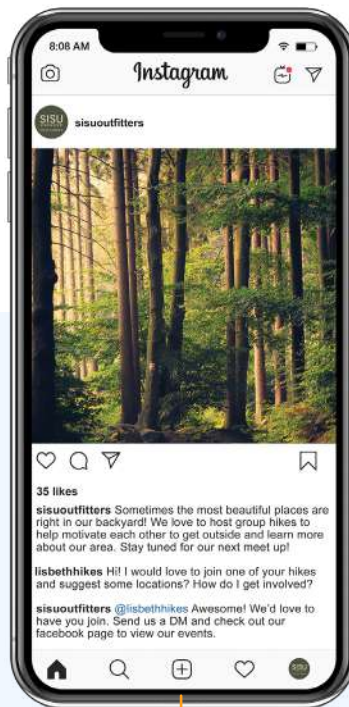 8:08 AM
Instagram
SISU
sisuoutfitters
35 likes
sisuoutfitters Sometimes the most beautiful places are
right in our backyard! We love to host group hikes to
help motivate each other to get outside and learn more
about our area. Stay tuned for our next meet up!
lisbethhikes Hi! I would love to join one of your hikes
and suggest some locations? How do I get involved?
sisuoutfitters @lisbethhikes Awesome! We'd love to
have you join. Send us a DM and check out our
facebook page to view our events.
SISU